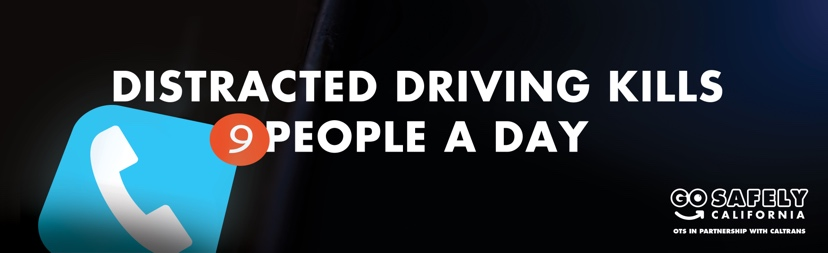 DISTRACTED DRIVING KILLS
9 PEOPLE A DAY
GO SAFELY
CALIFORNIA
OTS IN PARTNERSHIP WITH CALTRANS